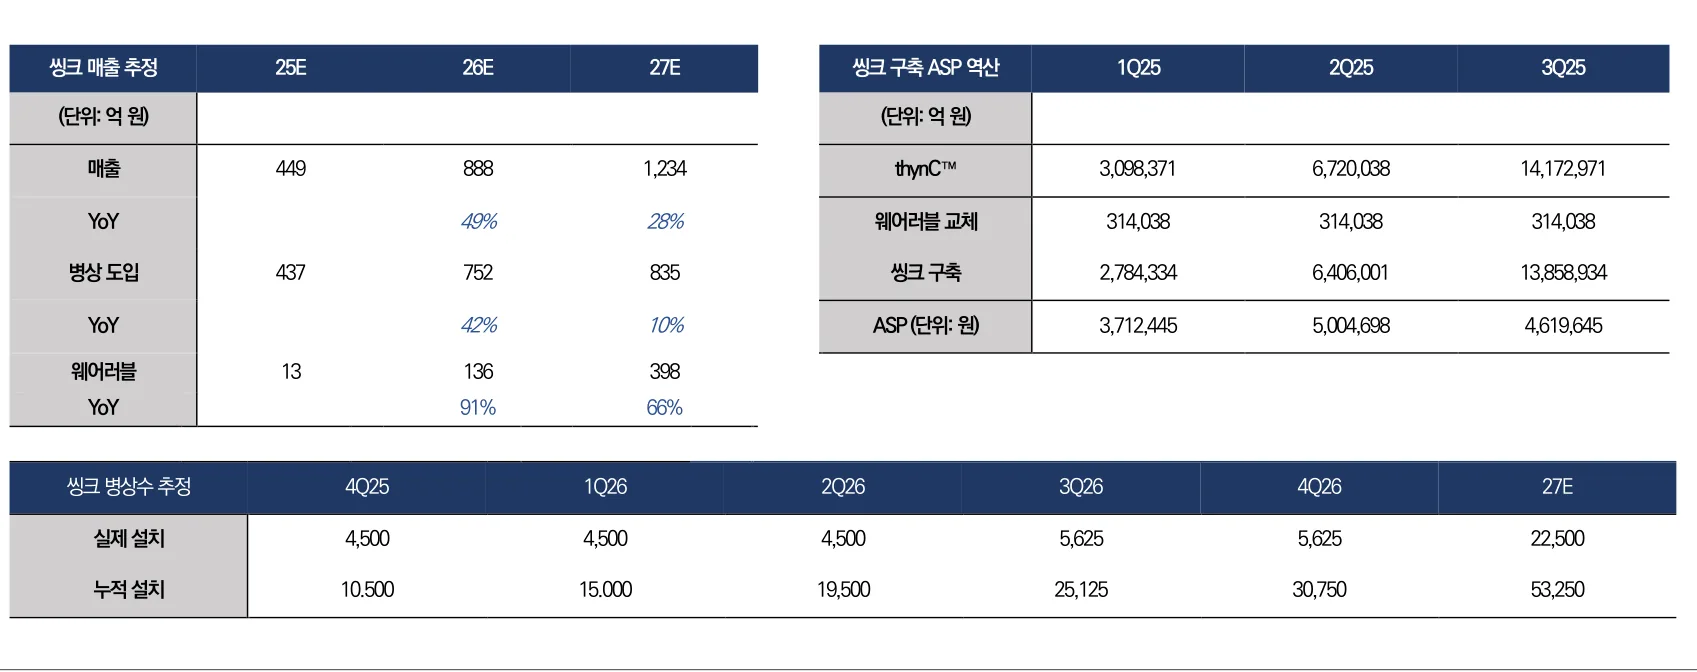 씽크 매출 추정 25E 26E 27E
(단위: 억 원)
매출 449 888 1,234
YoY 49% 28%
병상 도입 437 752 835
YoY 42% 10%
웨어러블 13 136 398
YoY 91% 66%
씽크 구축 ASP 역산 1Q25 2Q25 3Q25
(단위: 억 원)
thynC™ 3,098,371 6,720,038 14,172,971
웨어러블 교체 314,038 314,038 314,038
씽크 구축 2,784,334 6,406,001 13,858,934
ASP (단위: 원) 3,712,445 5,004,698 4,619,645
씽크 병상수 추정 4Q25 1Q26 2Q26 3Q26 4Q26 27E
실제 설치 4,500 4,500 4,500 5,625 5,625 22,500
누적 설치 10.500 15.000 19,500 25,125 30,750 53,250